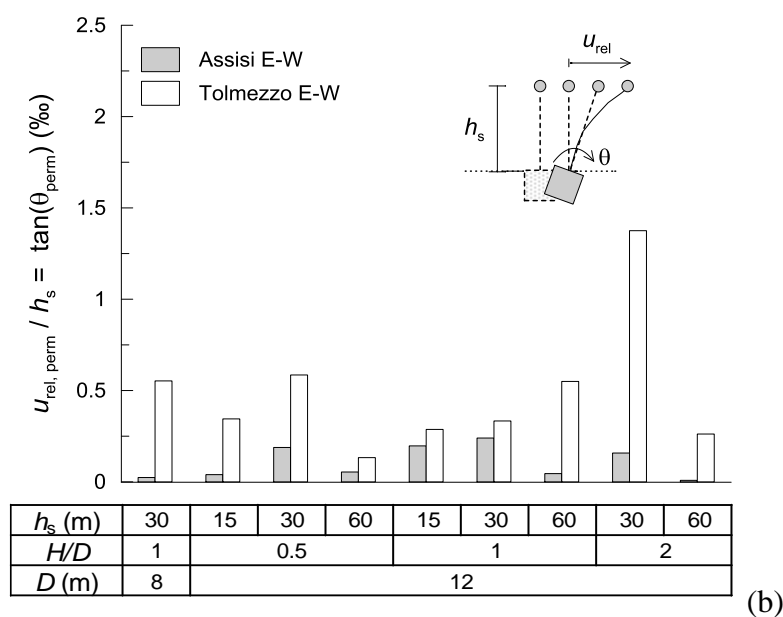 2.5
Assisi E-W
Tolmezzo E-W
u_rel
h_s
θ
2
1.5
1
0.5
0
u_rel, perm / h_s = tan(θ_perm) (‰)
h_s (m) 30 15 30 60 15 30 60 30 60
H/D 1 0.5 1 2
D (m) 8 12
(b)